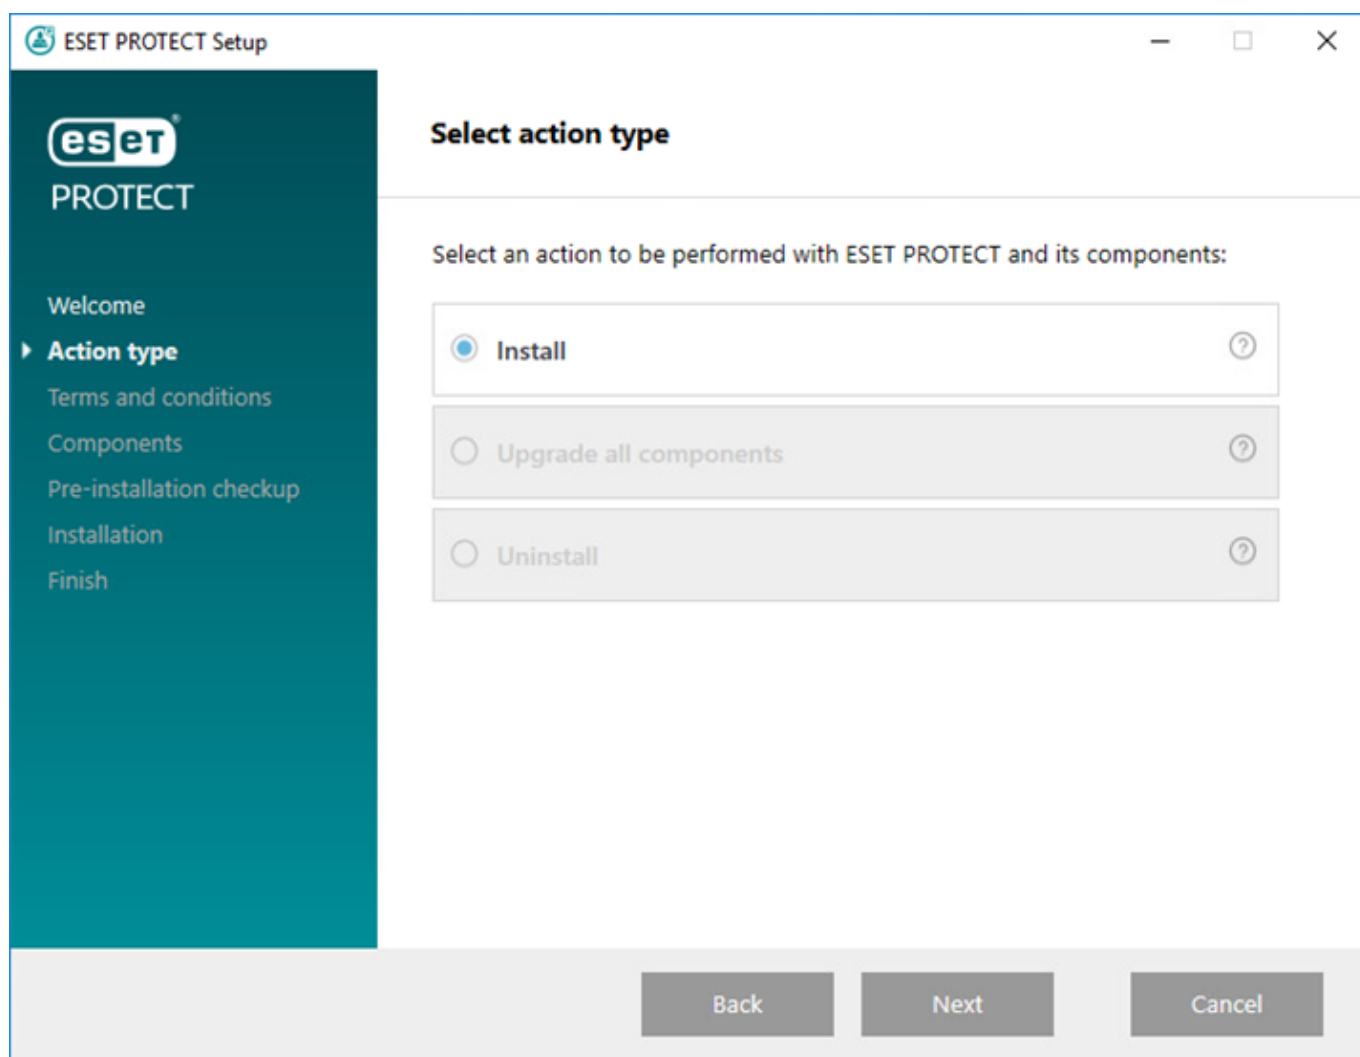 ESET PROTECT Setup
eset®
PROTECT
Welcome
Action type
Terms and conditions
Components
Pre-installation checkup
Installation
Finish
Select action type
Select an action to be performed with ESET PROTECT and its components:
Install ?
Upgrade all components ?
Uninstall ?
Back Next Cancel